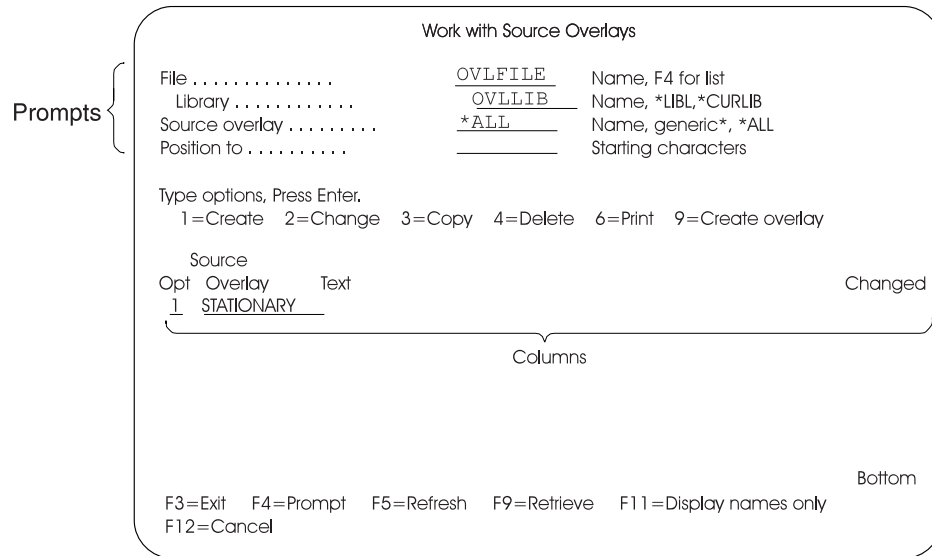 Work with Source Overlays
Prompts
File . . . . . . . . . . . . . . OVLFILE Name, F4 for list
Library . . . . . . . . . . . . OVLLIB Name, *LIBL,*CURLIB
Source overlay . . . . . . . . . *ALL Name, generic*, *ALL
Position to . . . . . . . . . . Starting characters
Type options, Press Enter.
1=Create 2=Change 3=Copy 4=Delete 6=Print 9=Create overlay
Source
Opt Overlay Text Changed
1 STATIONARY
Columns
Bottom
F3=Exit F4=Prompt F5=Refresh F9=Retrieve F11=Display names only
F12=Cancel